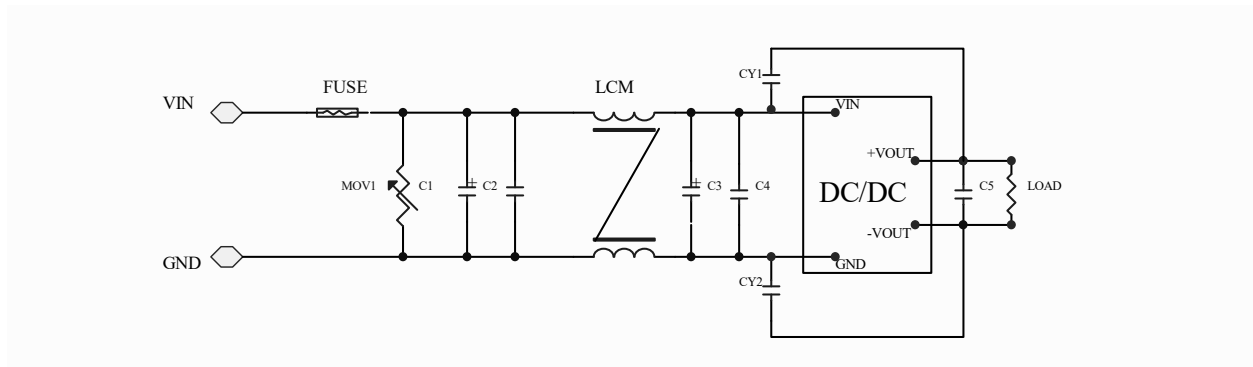 CY1
FUSE
LCM
VIN
VIN
+VOUT
MOV1
C1
+
C2
+
C3
C4
DC/DC
C5
LOAD
-VOUT
GND
GND
CY2